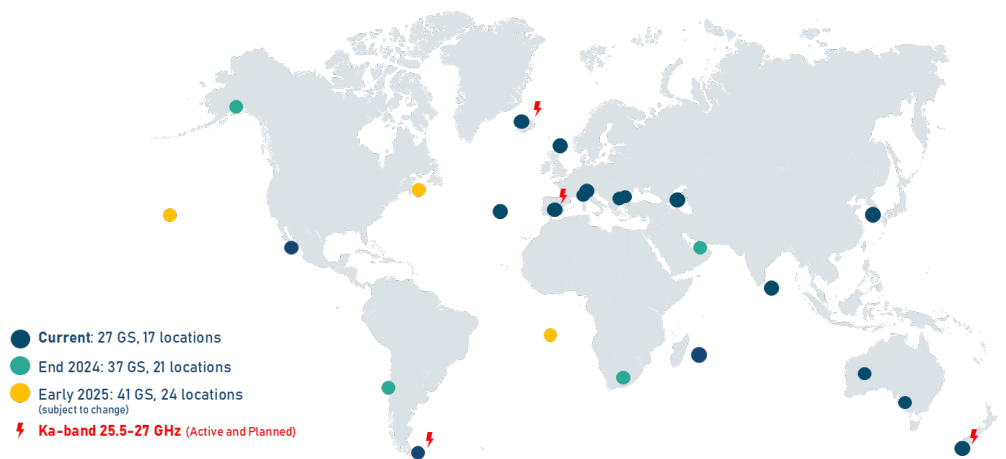 Current: 27 GS, 17 locations
End 2024: 37 GS, 21 locations
Early 2025: 41 GS, 24 locations
(subject to change)
Ka-band 25.5-27 GHz (Active and Planned)